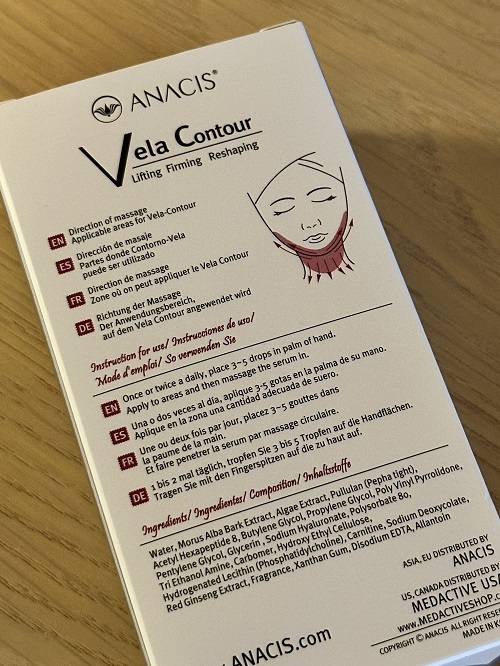 ANACIS®
Vela Contour
Lifting Firming Reshaping
EN Direction of massage
Applicable areas for Vela-Contour
ES Dirección de masaje
Partes donde Contorno-Vela
puede ser utilizado
FR Direction de massage
Zone où on peut appliquer le Vela Contour
DE Richtung der Massage
Der Anwendungsbereich,
auf dem Vela Contour angewendet wird
Instruction for use/ Instrucciones de uso/
Mode d'emploi/ So verwenden Sie
EN Once or twice a daily, place 3~5 drops in palm of hand.
Apply to areas and then massage the serum in.
ES Una o dos veces al día, aplique 3-5 gotas en la palma de su mano.
Aplique en la zona una cantidad adecuada de suero.
FR Une ou deux fois par jour, placez 3~5 gouttes dans
la paume de la main.
Et faire penétrer la serum par massage circulaire.
DE 1 bis 2 mal täglich, tropfen Sie 3 bis 5 Tropfen auf die Handflächen.
Tragen Sie mit den Fingerspitzen auf die zu haut auf.
Ingredients/ Ingredientes/ Composition/ Inhaltsstoffe
Water, Morus Alba Bark Extract, Algae Extract, Pullulan (Pepha tight),
Acetyl Hexapeptide 8, Butylene Glycol, Propylene Glycol, Poly Vinyl Pyrrolidone,
Pentylene Glycol, Glycerin, Sodium Hyaluronate, Polysorbate 80,
Tri Ethanol Amine, Carbomer, Hydroxy Ethyl Cellulose,
Hydrogenated Lecithin (Phosphatidylcholine), Carnitine, Sodium Deoxycolate,
Red Ginseng Extract, Fragrance, Xanthan Gum, Disodium EDTA, Allantoin
ASIA, EU DISTRIBUTED BY
ANACIS
US, CANADA DISTRIBUTED BY
MEDACTIVE USA
WWW.MEDACTIVESHOP.c
.ANACIS.com
COPYRIGHT © ANACIS ALL RIGHT RESER
MADE IN K